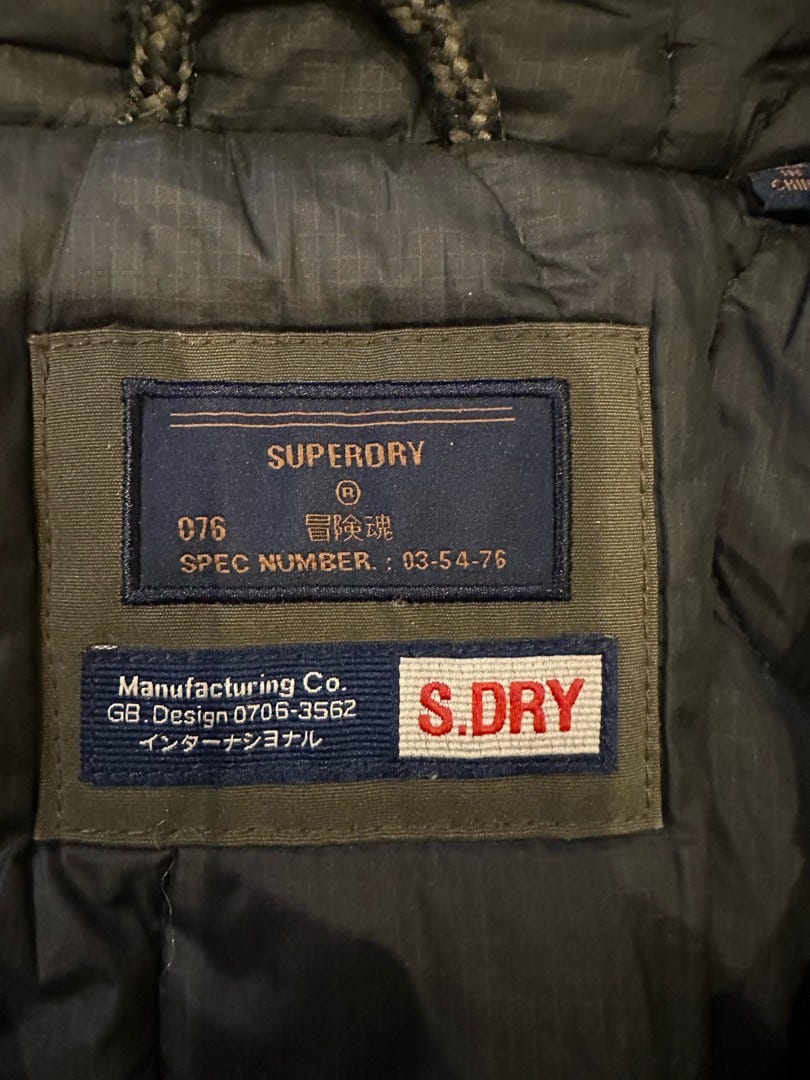 SUPERDRY
®
076 冒険魂
SPEC NUMBER. : 03-54-76
Manufacturing Co.
GB.Design 0706-3562
インターナショナル
S.DRY